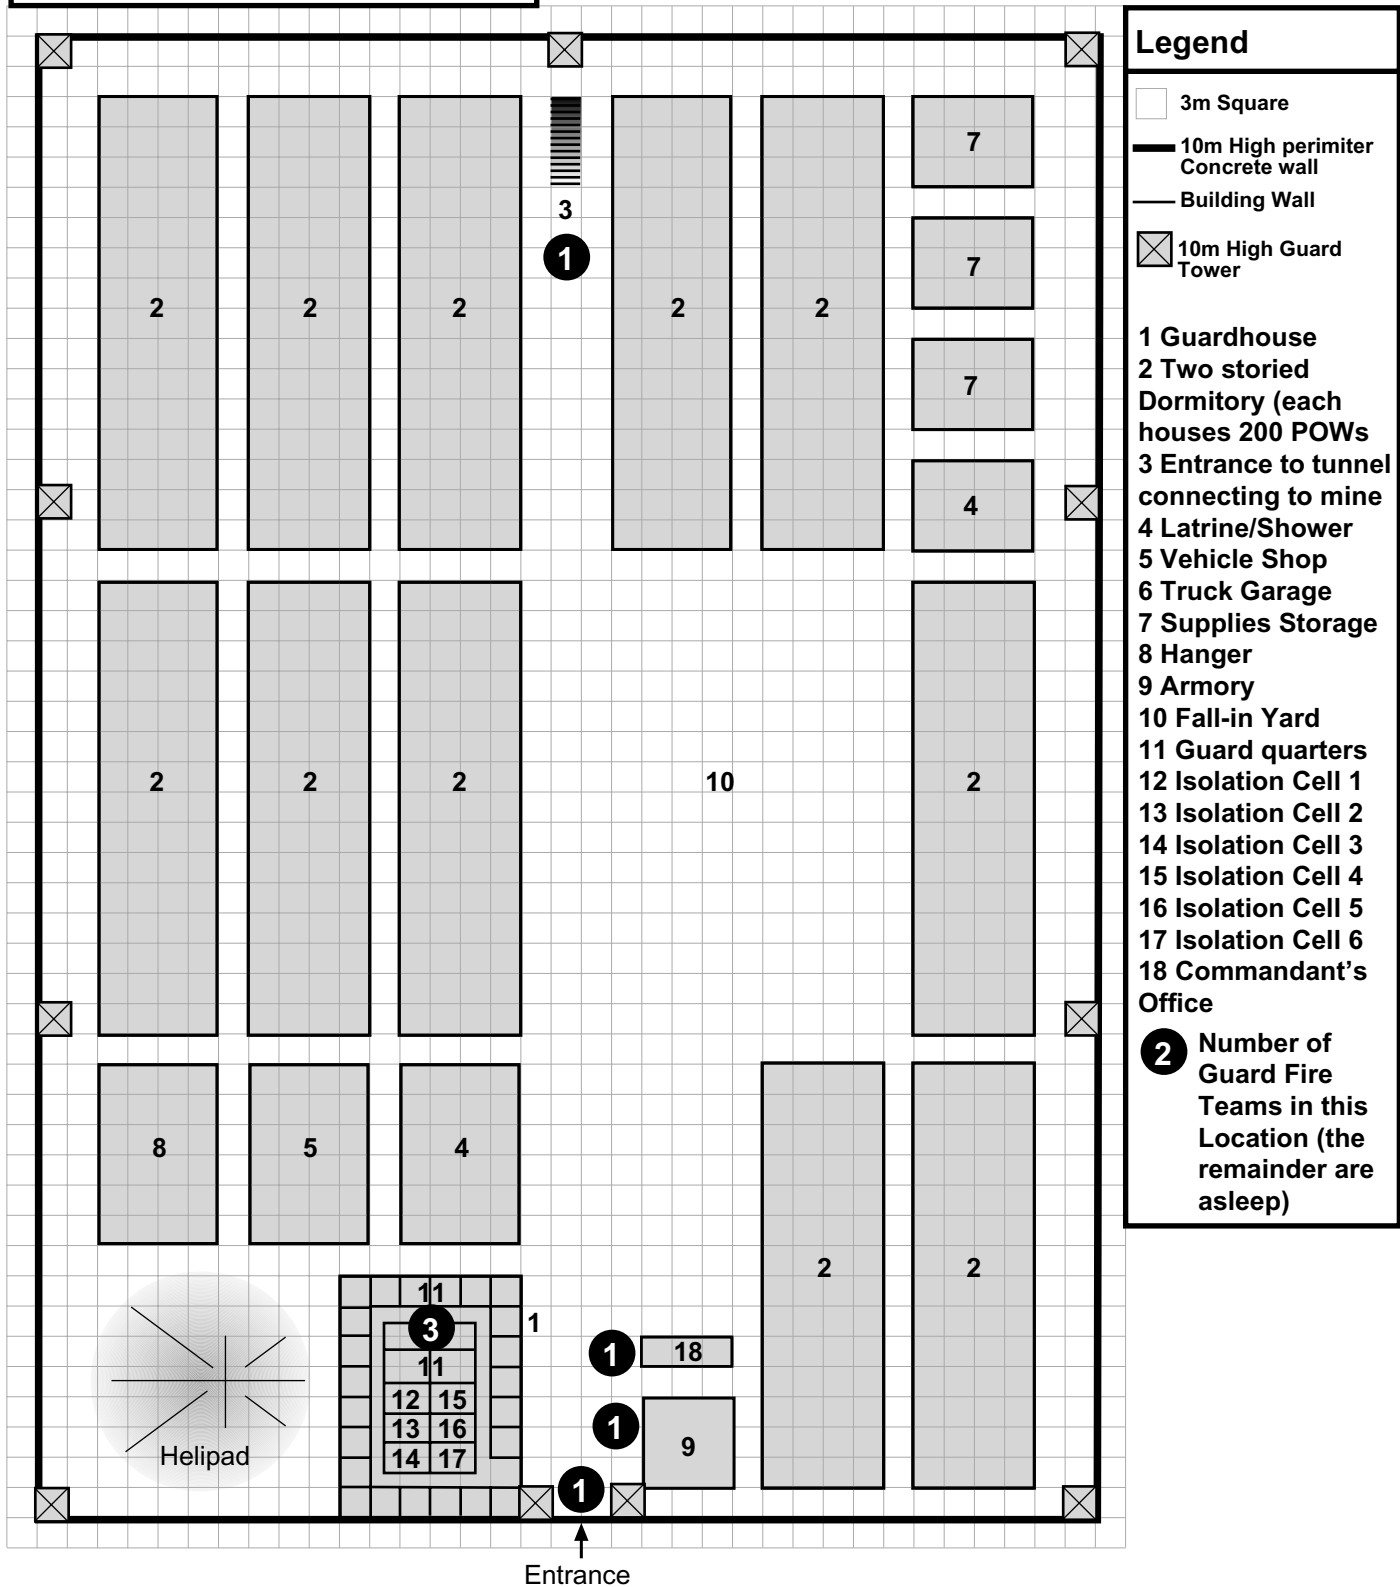 Legend
3m Square
10m High perimiter
Concrete wall
Building Wall
10m High Guard
Tower
1 Guardhouse
2 Two storied
Dormitory (each
houses 200 POWs
3 Entrance to tunnel
connecting to mine
4 Latrine/Shower
5 Vehicle Shop
6 Truck Garage
7 Supplies Storage
8 Hanger
9 Armory
10 Fall-in Yard
11 Guard quarters
12 Isolation Cell 1
13 Isolation Cell 2
14 Isolation Cell 3
15 Isolation Cell 4
16 Isolation Cell 5
17 Isolation Cell 6
18 Commandant's
Office
2 Number of
Guard Fire
Teams in this
Location (the
remainder are
asleep)
7
3
1
7
2 2 2 2 2
7
4
2 2 2 10 2
8 5 4
2 2
11
3
1
1 18
11
12 15
1
13 16
9
14 17
Helipad
1
Entrance